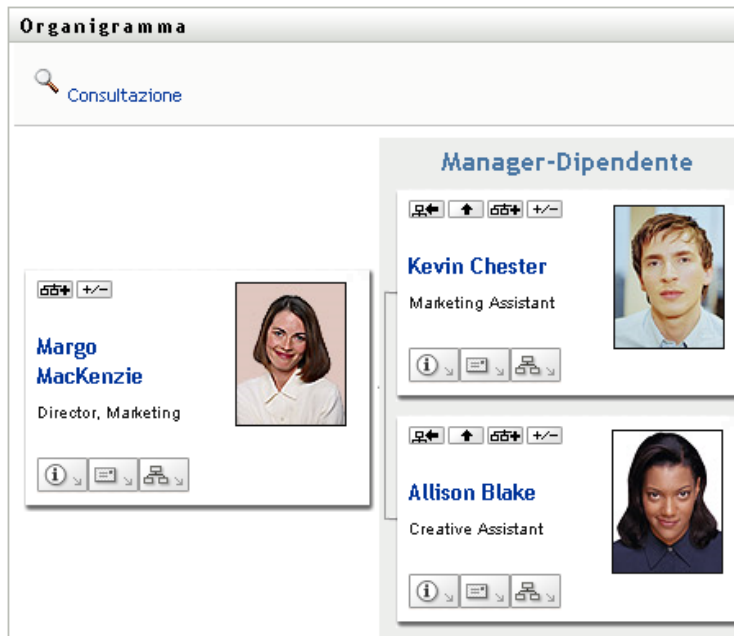 Organigramma
Consultazione
Manager-Dipendente
+/-
Kevin Chester
Marketing Assistant
+/-
Margo
MacKenzie
Director, Marketing
+/-
Allison Blake
Creative Assistant